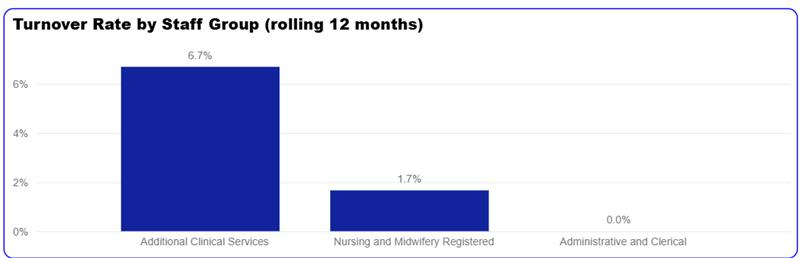 Turnover Rate by Staff Group (rolling 12 months)
6.7%
6%
4%
1.7%
2%
0.0%
0%
Additional Clinical Services
Nursing and Midwifery Registered
Administrative and Clerical